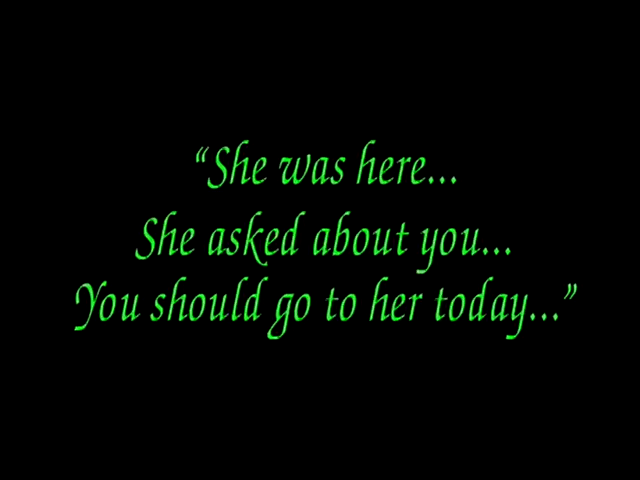 “She was here...
She asked about you...
You should go to her today...”